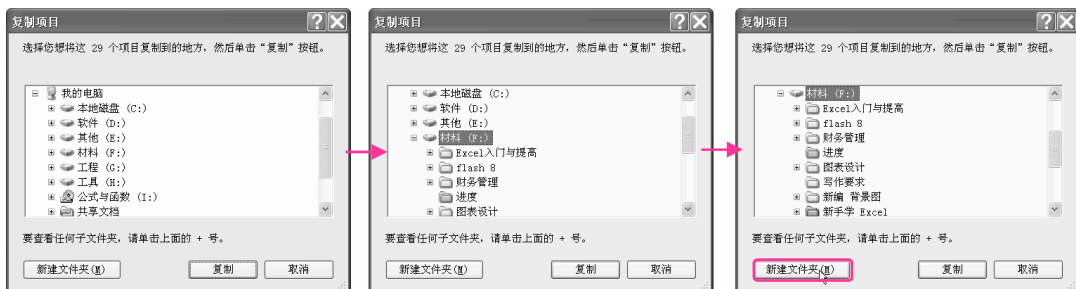 复制项目
选择您想将这 29 个项目复制到的地方，然后单击“复制”按钮。
我的电脑
本地磁盘 (C:)
软件 (D:)
其他 (E:)
材料 (F:)
工程 (G:)
工具 (H:)
公式与函数 (I:)
共享文档
要查看任何子文件夹，请单击上面的 + 号。
新建文件夹(M) 复制 取消
复制项目
选择您想将这 29 个项目复制到的地方，然后单击“复制”按钮。
本地磁盘 (C:)
软件 (D:)
其他 (E:)
材料 (F:)
Excel入门与提高
flash 8
财务管理
进度
图表设计
要查看任何子文件夹，请单击上面的 + 号。
新建文件夹(M) 复制 取消
复制项目
选择您想将这 29 个项目复制到的地方，然后单击“复制”按钮。
材料 (F:)
Excel入门与提高
flash 8
财务管理
进度
图表设计
写作要求
新编 背景图
新手学 Excel
要查看任何子文件夹，请单击上面的 + 号。
新建文件夹(M) 复制 取消